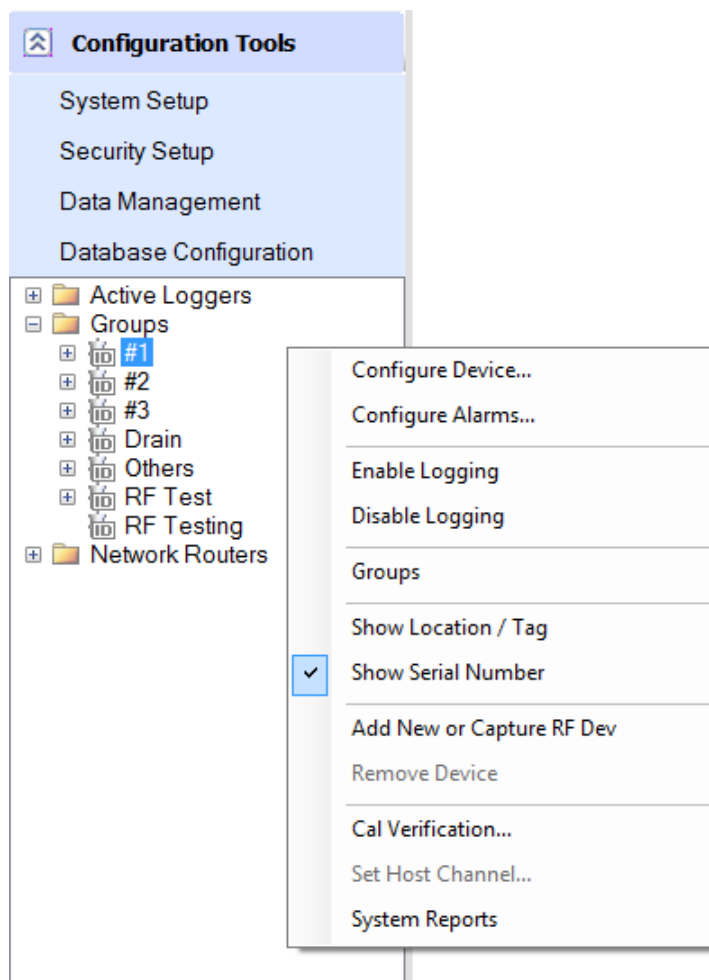 Configuration Tools
System Setup
Security Setup
Data Management
Database Configuration
Active Loggers
Groups
#1
#2
#3
Drain
Others
RF Test
RF Testing
Network Routers
Configure Device...
Configure Alarms...
Enable Logging
Disable Logging
Groups
Show Location / Tag
Show Serial Number
Add New or Capture RF Dev
Remove Device
Cal Verification...
Set Host Channel...
System Reports